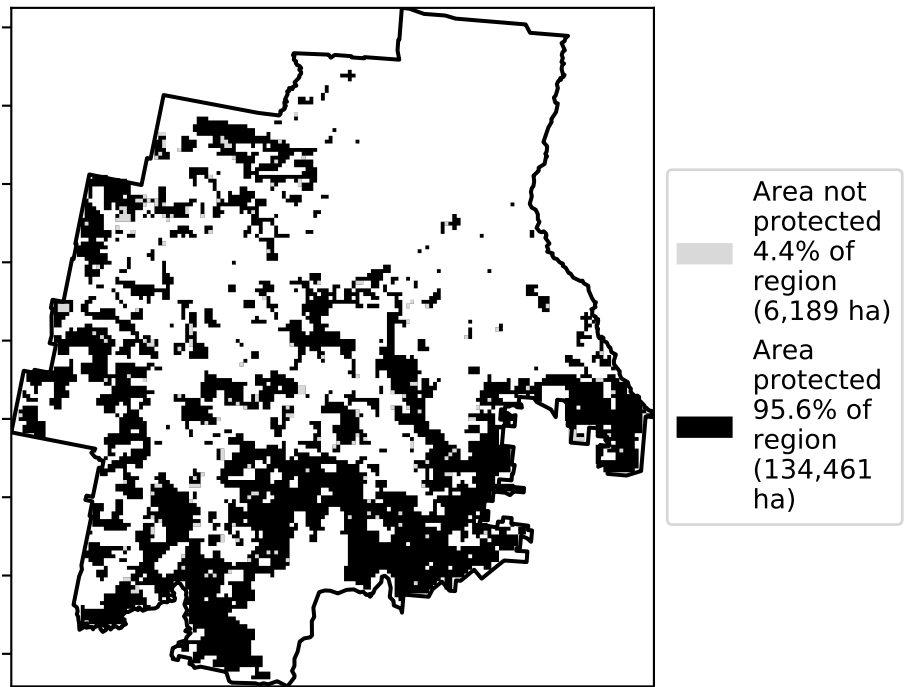 Area not
protected
4.4% of
region
(6,189 ha)
Area
protected
95.6% of
region
(134,461
ha)